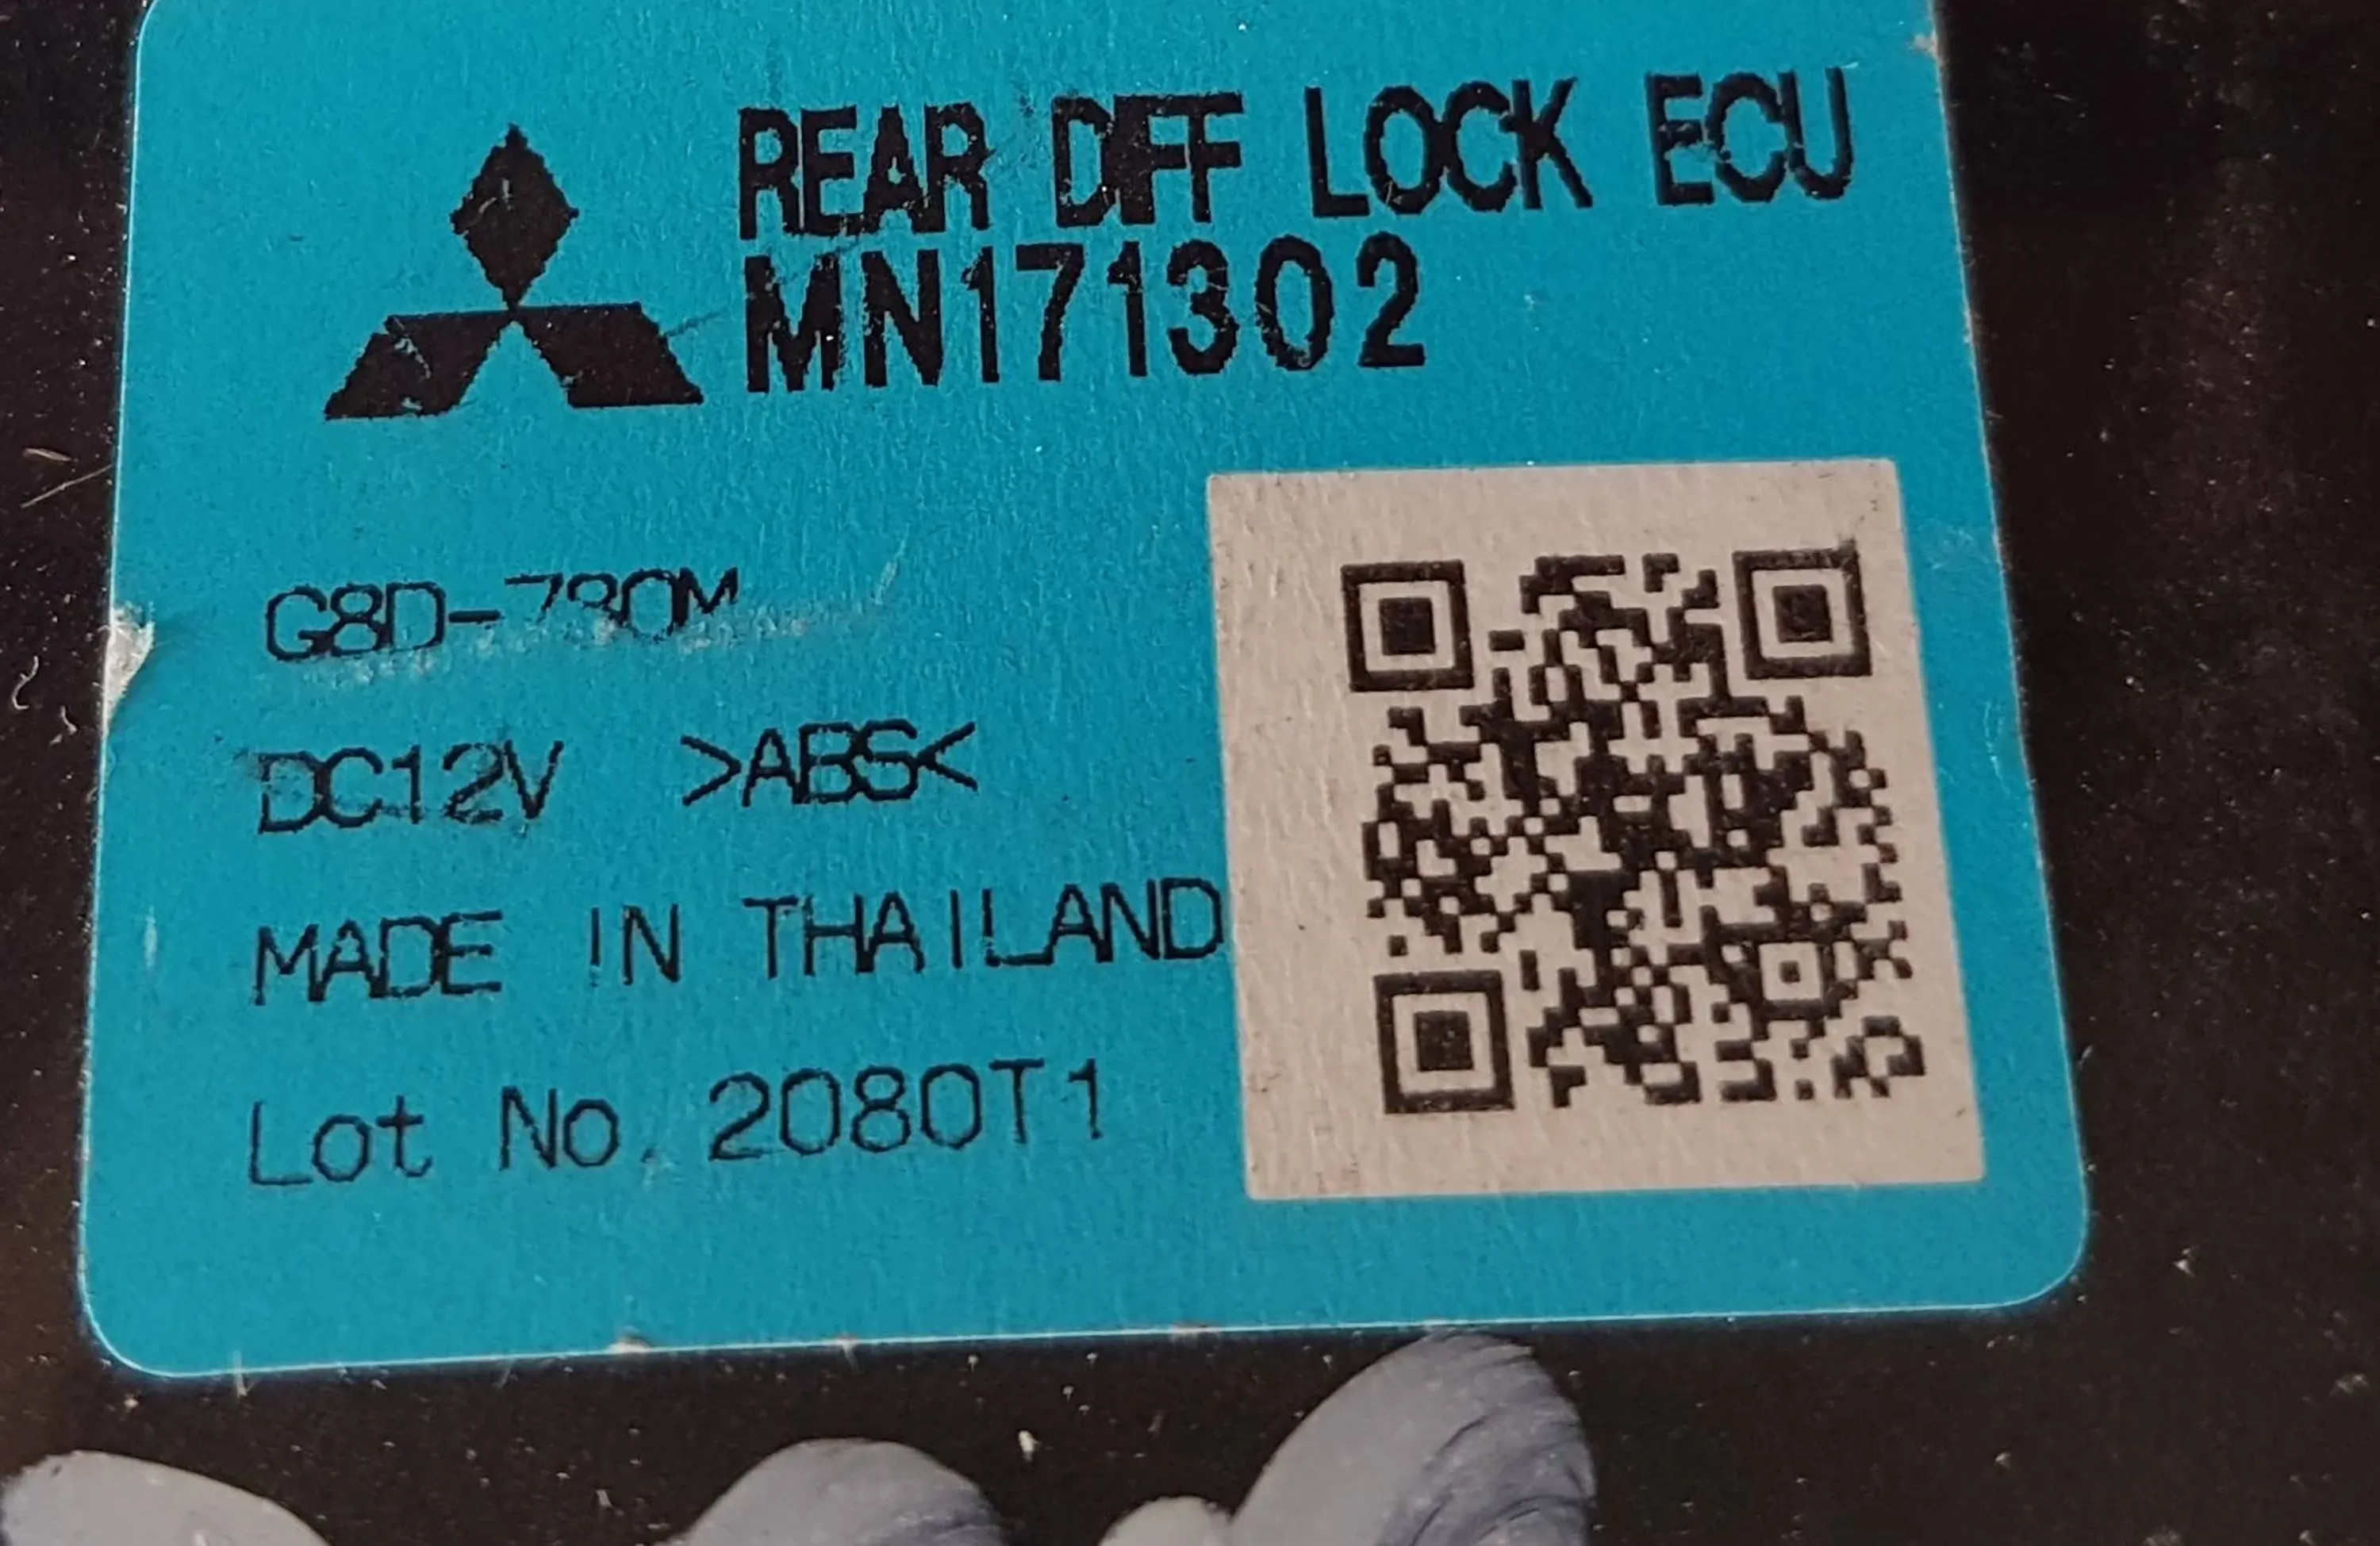 REAR DIFF LOCK ECU
MN171302
DC12V >ABS<
MADE IN THAILAND
Lot No. 2080T1